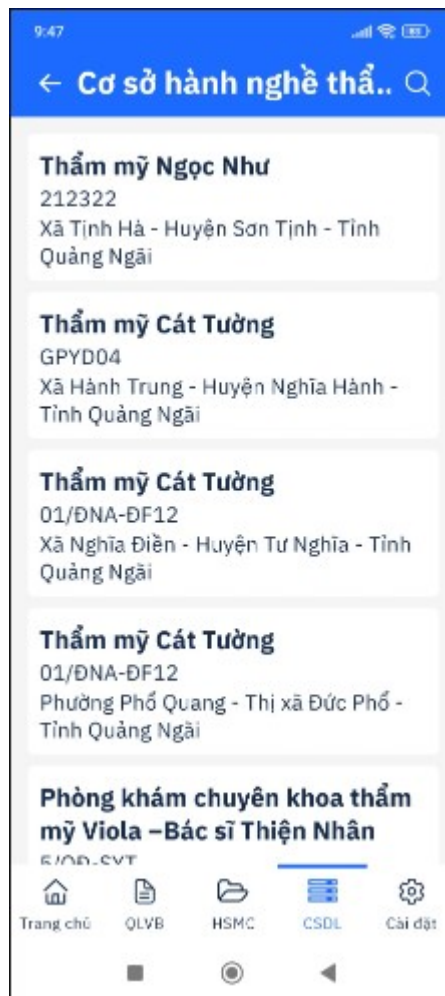 9:47
Cơ sở hành nghề thẩ..
Thẩm mỹ Ngọc Như
212322
Xã Tịnh Hà - Huyện Sơn Tịnh - Tỉnh
Quảng Ngãi
Thẩm mỹ Cát Tường
GPYD04
Xã Hành Trung - Huyện Nghĩa Hành -
Tỉnh Quảng Ngãi
Thẩm mỹ Cát Tường
01/ĐNA-ĐF12
Xã Nghĩa Điền - Huyện Tư Nghĩa - Tỉnh
Quảng Ngãi
Thẩm mỹ Cát Tường
01/ĐNA-ĐF12
Phường Phổ Quang - Thị xã Đức Phổ -
Tỉnh Quảng Ngãi
Phòng khám chuyên khoa thẩm
mỹ Viola –Bác sĩ Thiện Nhân
5/QĐ-SYT
Trang chủ QLVB HSMC CSDL Cài đặt